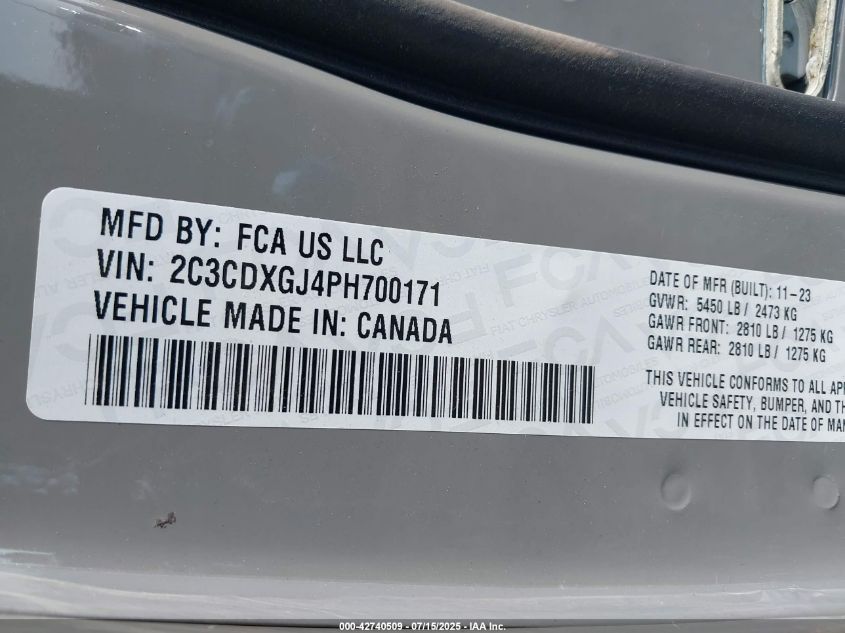 MFD BY: FCA US LLC
VIN: 2C3CDXGJ4PH700171
VEHICLE MADE IN: CANADA
DATE OF MFR (BUILT): 11-23
GVWR: 5450 LB / 2473 KG
GAWR FRONT: 2810 LB / 1275 KG
GAWR REAR: 2810 LB / 1275 KG
THIS VEHICLE CONFORMS TO ALL AP
VEHICLE SAFETY, BUMPER, AND TH
IN EFFECT ON THE DATE OF MA
000-42740509 - 07/15/2025 - IAA Inc.